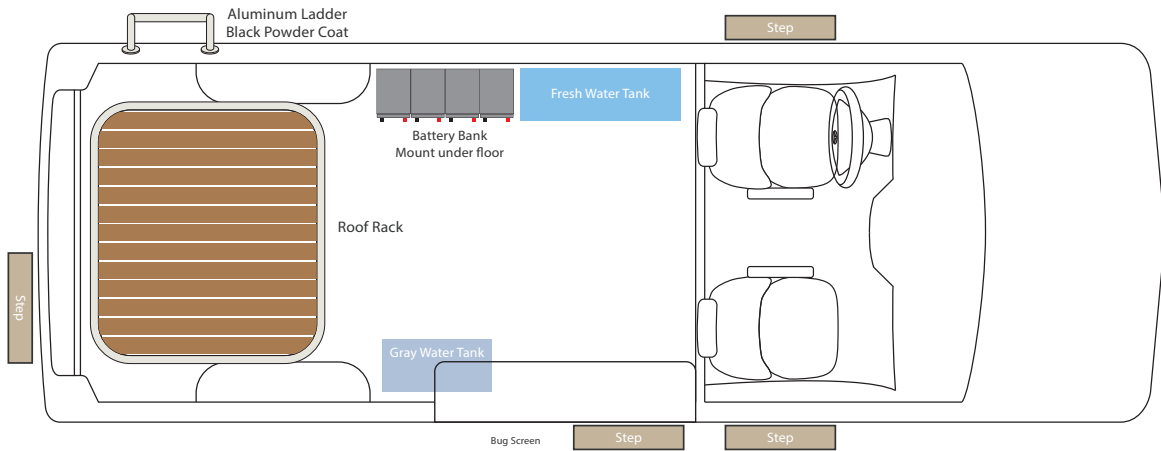 Aluminum Ladder
Black Powder Coat
Step
Fresh Water Tank
Battery Bank
Mount under floor
Roof Rack
Step
Gray Water Tank
Bug Screen
Step
Step